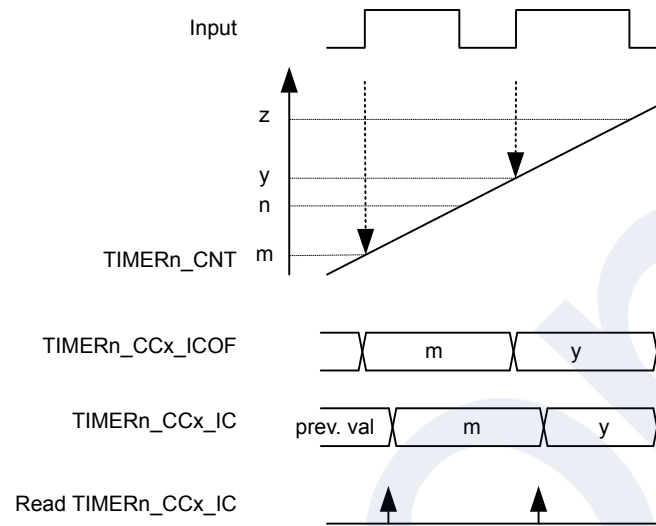 Input
z
y
n
TIMERn_CNT m
TIMERn_CCx_ICOF m y
TIMERn_CCx_IC prev. val m y
Read TIMERn_CCx_IC